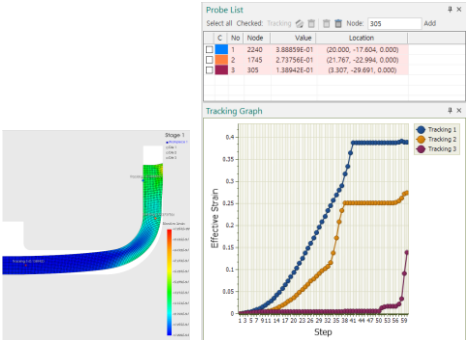 Probe List
Select all Checked: Tracking Node: 305 Add
C No Node Value Location
1 2240 3.88859E-01 (20.000, -17.604, 0.000)
2 1745 2.73756E-01 (21.767, -22.994, 0.000)
3 305 1.38942E-01 (3.307, -29.691, 0.000)
Tracking Graph
Tracking 1
Tracking 2
Tracking 3
0.4
0.35
0.3
0.25
0.2
0.15
0.1
0.05
0
Effective Strain
1 3 5 7 9 11 14 17 20 23 26 29 32 35 38 41 44 47 50 53 56 59
Step
Stage 1